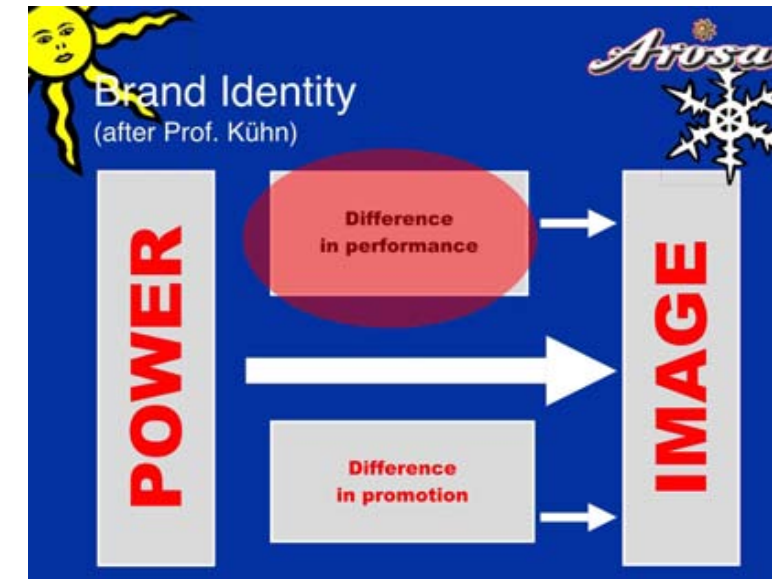 Arosa
Brand Identity
(after Prof. Kühn)
POWER
Difference
in performance
IMAGE
Difference
in promotion